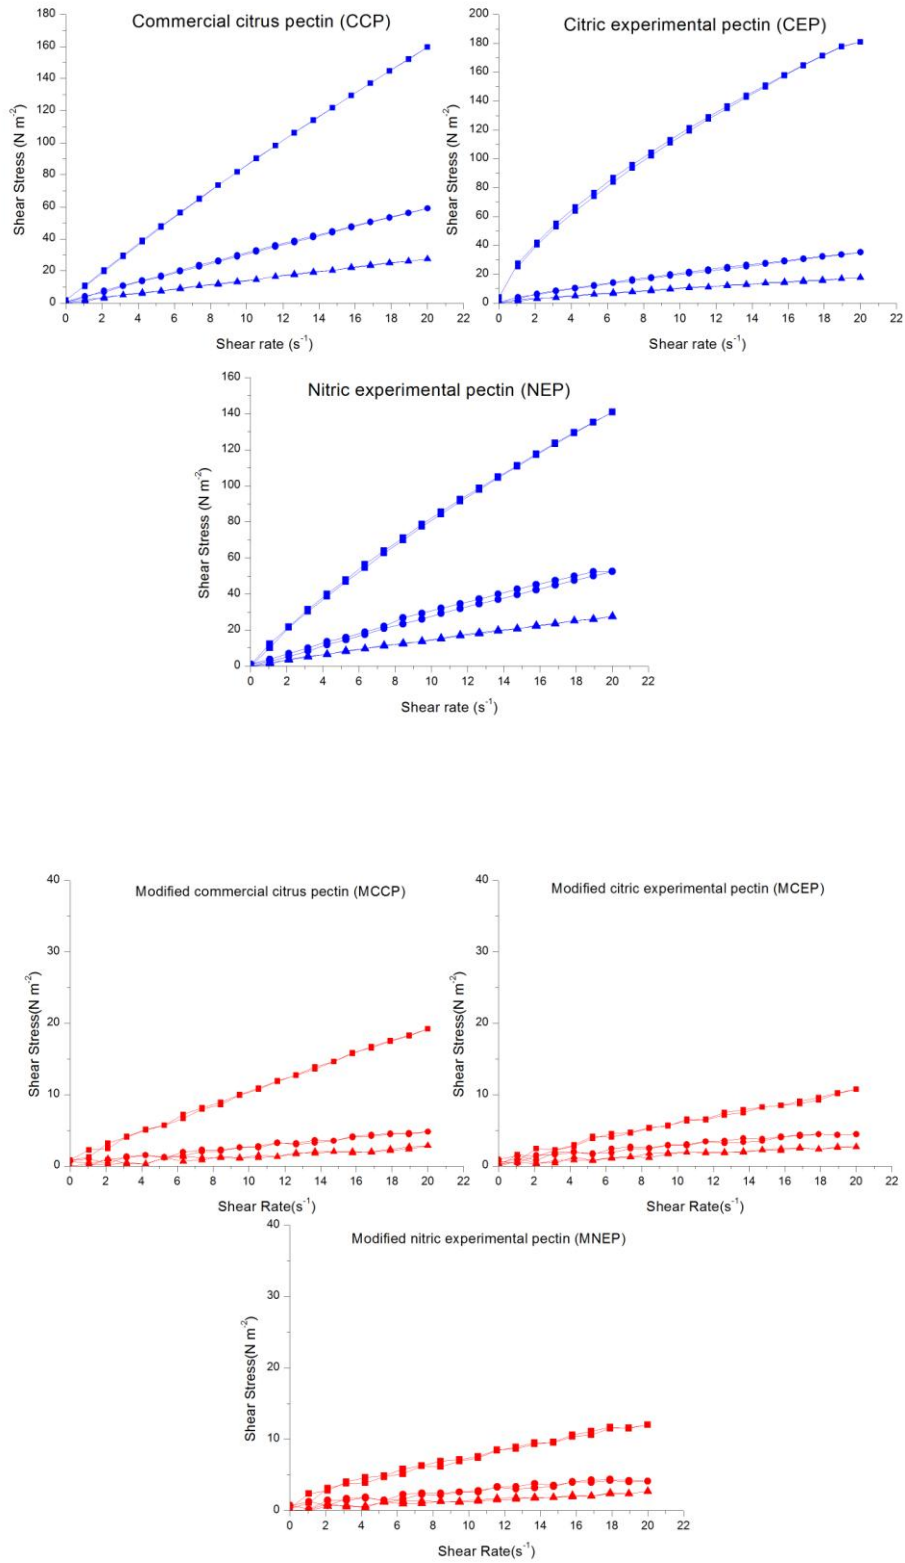 Commercial citrus pectin (CCP)
Shear Stress (N m-2)
180
160
140
120
100
80
60
40
20
0
0 2 4 6 8 10 12 14 16 18 20 22
Shear rate (s-1)
Citric experimental pectin (CEP)
Shear Stress (N m-2)
200
180
160
140
120
100
80
60
40
20
0
0 2 4 6 8 10 12 14 16 18 20 22
Shear rate (s-1)
Nitric experimental pectin (NEP)
Shear Stress (N m-2)
160
140
120
100
80
60
40
20
0
0 2 4 6 8 10 12 14 16 18 20 22
Shear rate (s-1)
Modified commercial citrus pectin (MCCP)
Shear Stress(N m-2)
40
30
20
10
0
0 2 4 6 8 10 12 14 16 18 20 22
Shear Rate(s-1)
Modified citric experimental pectin (MCEP)
Shear Stress(N m-2)
40
30
20
10
0
0 2 4 6 8 10 12 14 16 18 20 22
Shear Rate(s-1)
Modified nitric experimental pectin (MNEP)
Shear Stress(N m-2)
40
30
20
10
0
0 2 4 6 8 10 12 14 16 18 20 22
Shear Rate(s-1)